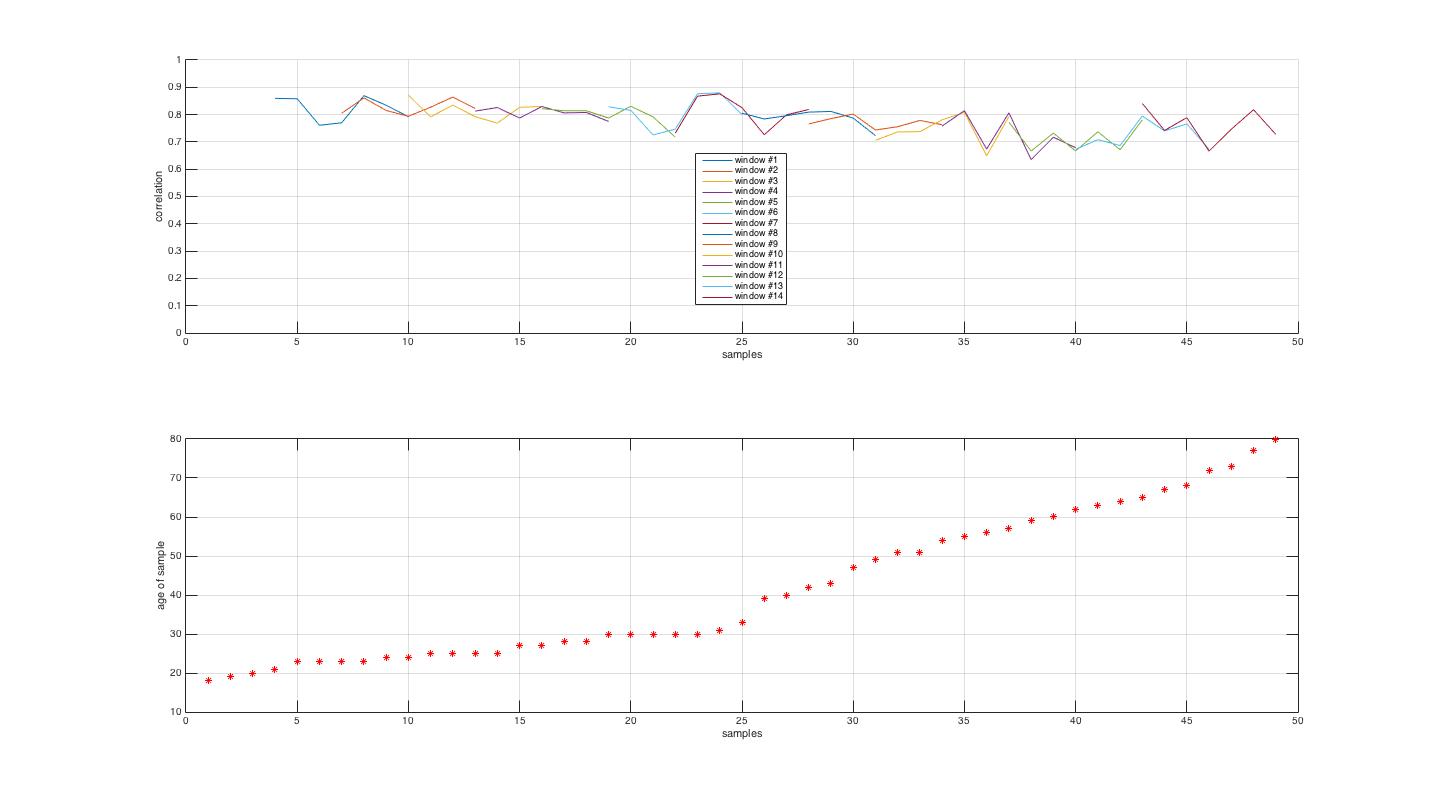 1
0.9
0.8
0.7
0.6
0.5
0.4
0.3
0.2
0.1
0
correlation
window #1
window #2
window #3
window #4
window #5
window #6
window #7
window #8
window #9
window #10
window #11
window #12
window #13
window #14
0 5 10 15 20 25 30 35 40 45 50
samples
80
70
60
50
40
30
20
10
age of sample
0 5 10 15 20 25 30 35 40 45 50
samples